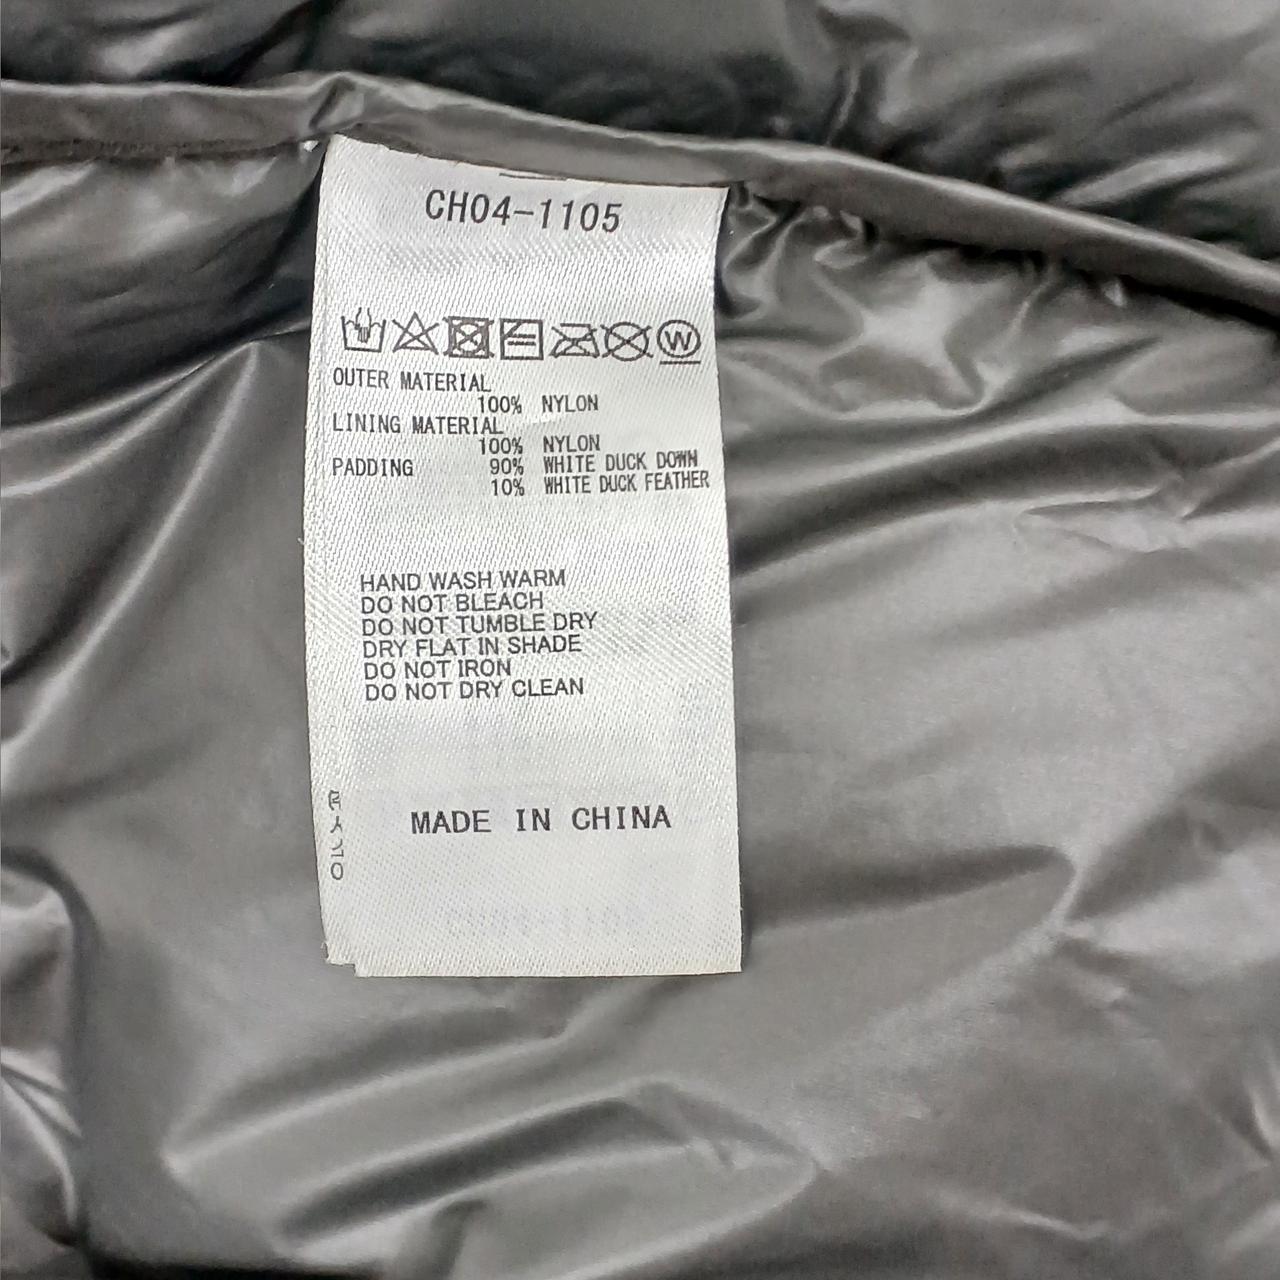 CH04-1105
W
OUTER MATERIAL
100% NYLON
LINING MATERIAL
100% NYLON
PADDING 90% WHITE DUCK DOWN
10% WHITE DUCK FEATHER
HAND WASH WARM
DO NOT BLEACH
DO NOT TUMBLE DRY
DRY FLAT IN SHADE
DO NOT IRON
DO NOT DRY CLEAN
MADE IN CHINA